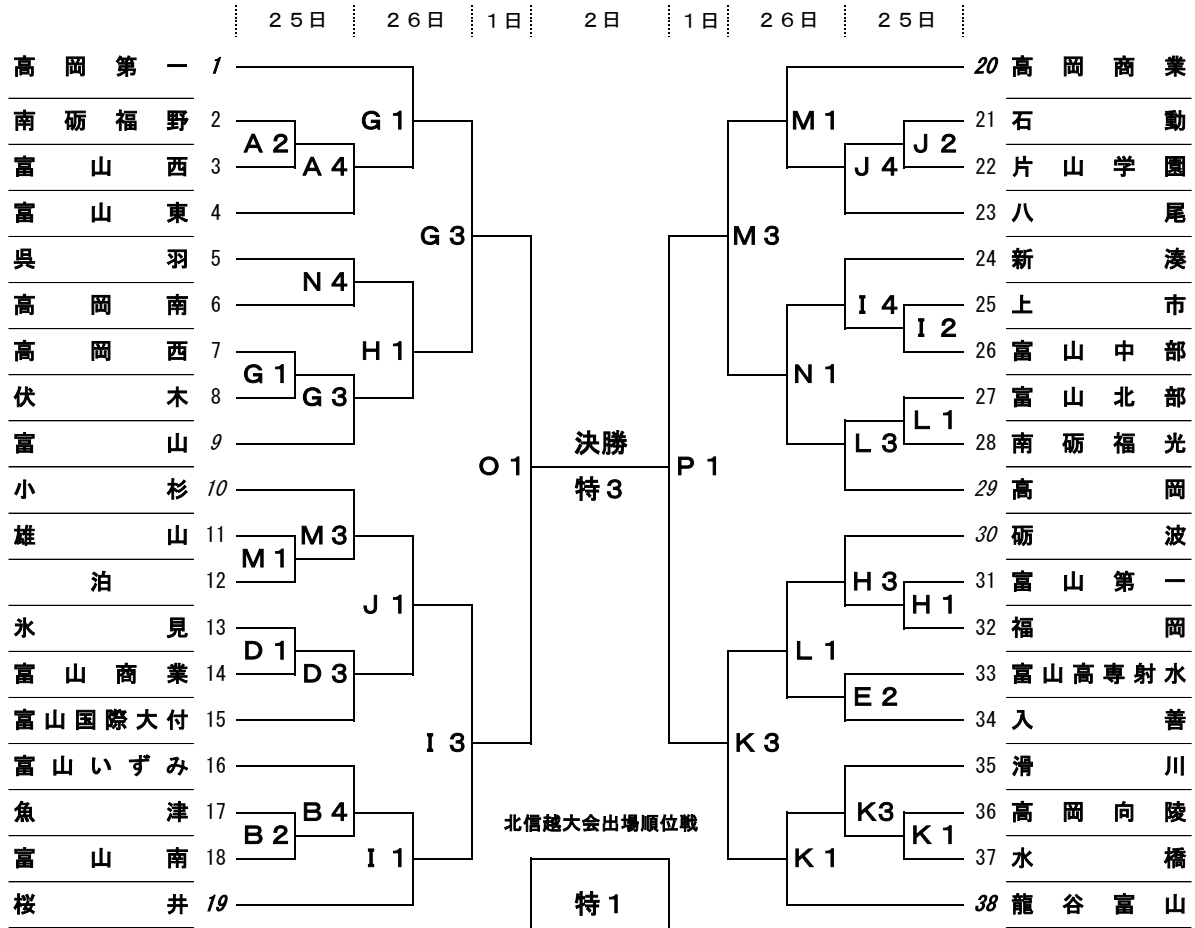 25日 26日 1日 2日 1日 26日 25日
高岡第一 1 20 高岡商業
南砺福野 2 G1 M1 21 石動
A2 J2
富山西 3 A4 J4 22 片山学園
富山東 4 23 八尾
G3 M3
呉羽 5 24 新湊
N4
高岡南 6 I4 25 上市
I2
高岡西 7 H1 26 富山中部
G1 N1
伏木 8 G3 27 富山北部
L1
富山 9 決勝 L3 28 南砺福光
O1 P1
小杉 10 特3 29 高岡
雄山 11 M3 30 砺波
M1
泊 12 H3 31 富山第一
J1 H1
氷見 13 32 福岡
D1 L1
富山商業 14 D3 33 富山高専射水
E2
富山国際大付 15 34 入善
I3 K3
富山いずみ 16 35 滑川
魚津 17 B4 北信越大会出場順位戦 K3 36 高岡向陵
B2 K1
富山南 18 I1 K1 37 水橋
桜井 19 特1 38 龍谷富山